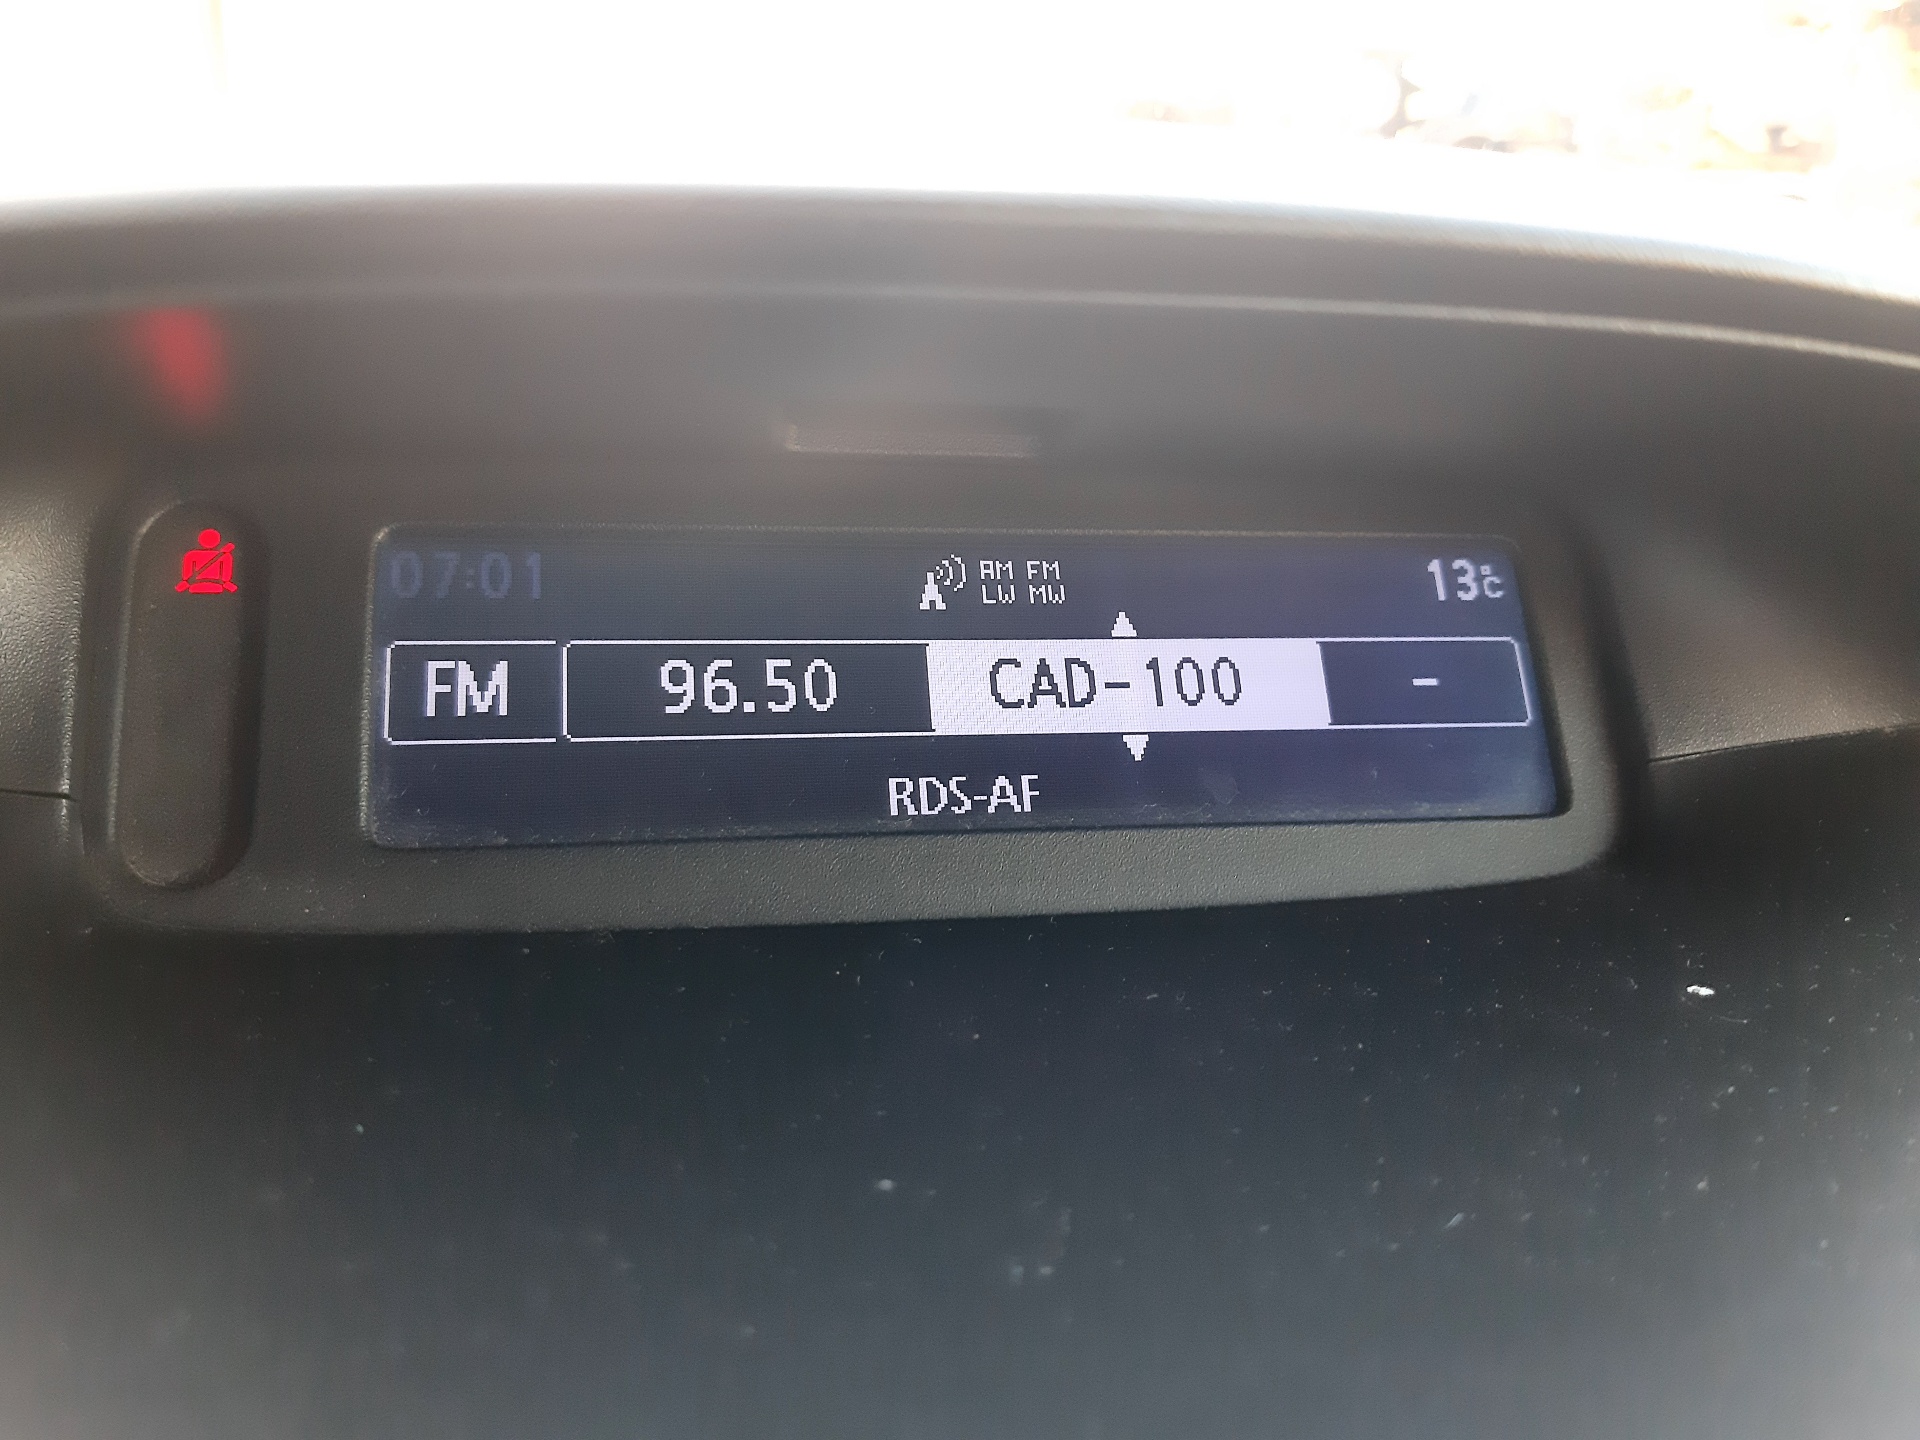 07:01 AM FM 13°C
LW MW
FM 96.50 CAD-100 -
RDS-AF